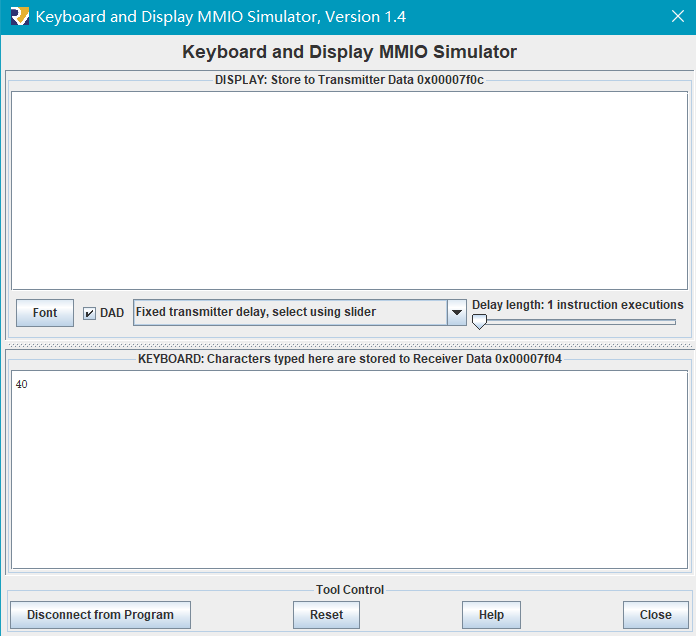 Keyboard and Display MMIO Simulator, Version 1.4
Keyboard and Display MMIO Simulator
DISPLAY: Store to Transmitter Data 0x00007f0c
Font
DAD
Fixed transmitter delay, select using slider
Delay length: 1 instruction executions
KEYBOARD: Characters typed here are stored to Receiver Data 0x00007f04
40
Tool Control
Disconnect from Program
Reset
Help
Close